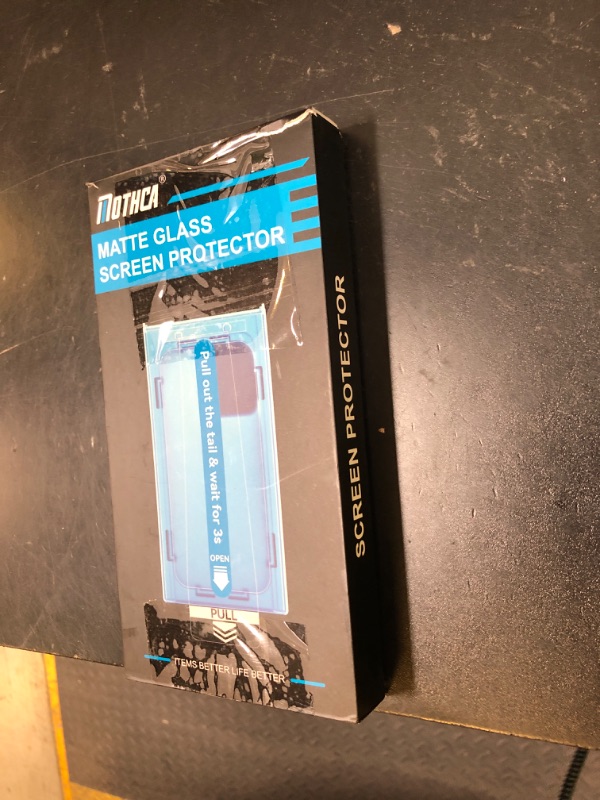 NOTHCA®
MATTE GLASS
SCREEN PROTECTOR
Pull out the tail & wait for 3s
OPEN
PULL
ITEMS BETTER LIFE BETTER
SCREEN PROTECTOR